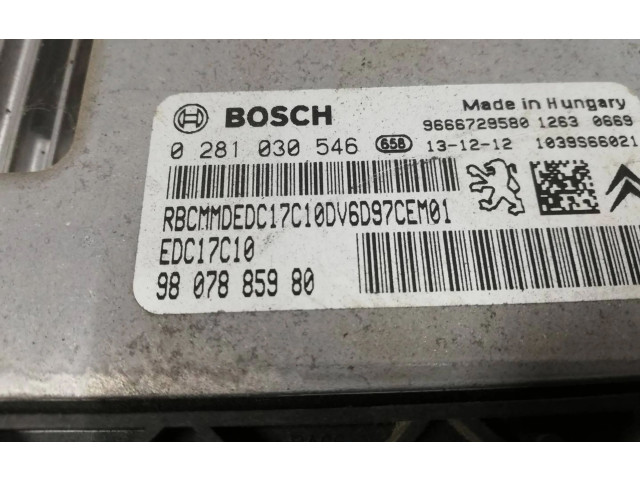 BOSCH
Made in Hungary
9666729580 1263 0669
0 281 030 546 658 13-12-12 1039S66021
RBCMMDEDC17C10DV6D97CEM01
EDC17C10
98 078 859 80